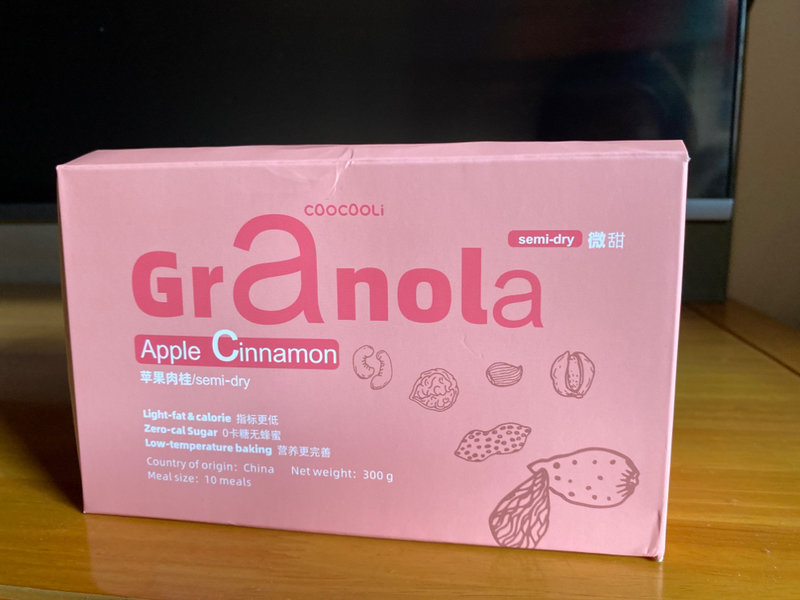 COOCOOLi
Granola
semi-dry 微甜
Apple Cinnamon
苹果肉桂/semi-dry
Light-fat & calorie 指标更低
Zero-cal Sugar 0卡糖无蜂蜜
Low-temperature baking 营养更完善
Country of origin: China Net weight: 300 g
Meal size: 10 meals